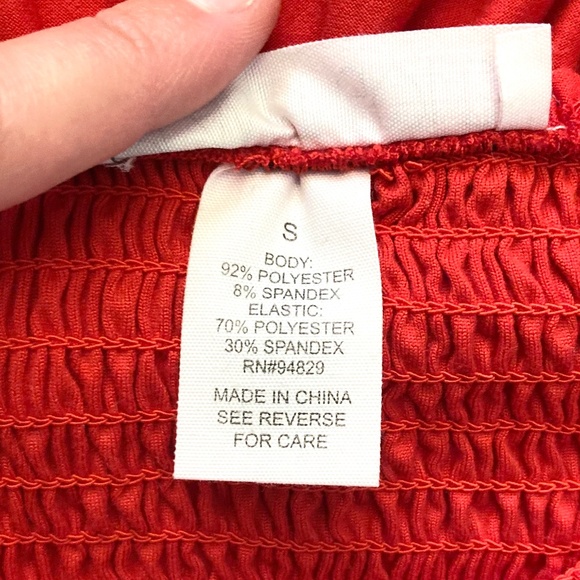 S
BODY:
92% POLYESTER
8% SPANDEX
ELASTIC:
70% POLYESTER
30% SPANDEX
RN#94829
MADE IN CHINA
SEE REVERSE
FOR CARE